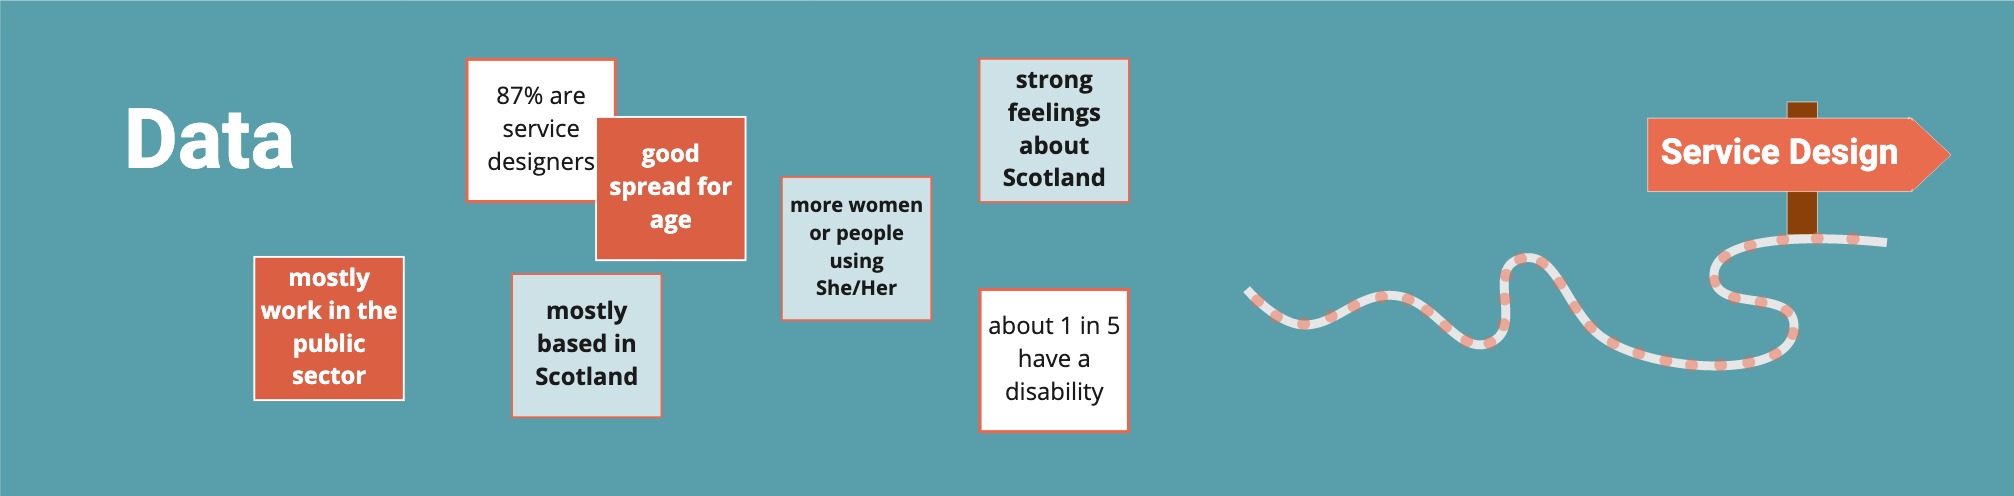 Data
mostly
work in the
public
sector
87% are
service
designers
good
spread for
age
mostly
based in
Scotland
more women
or people
using
She/Her
strong
feelings
about
Scotland
about 1 in 5
have a
disability
Service Design